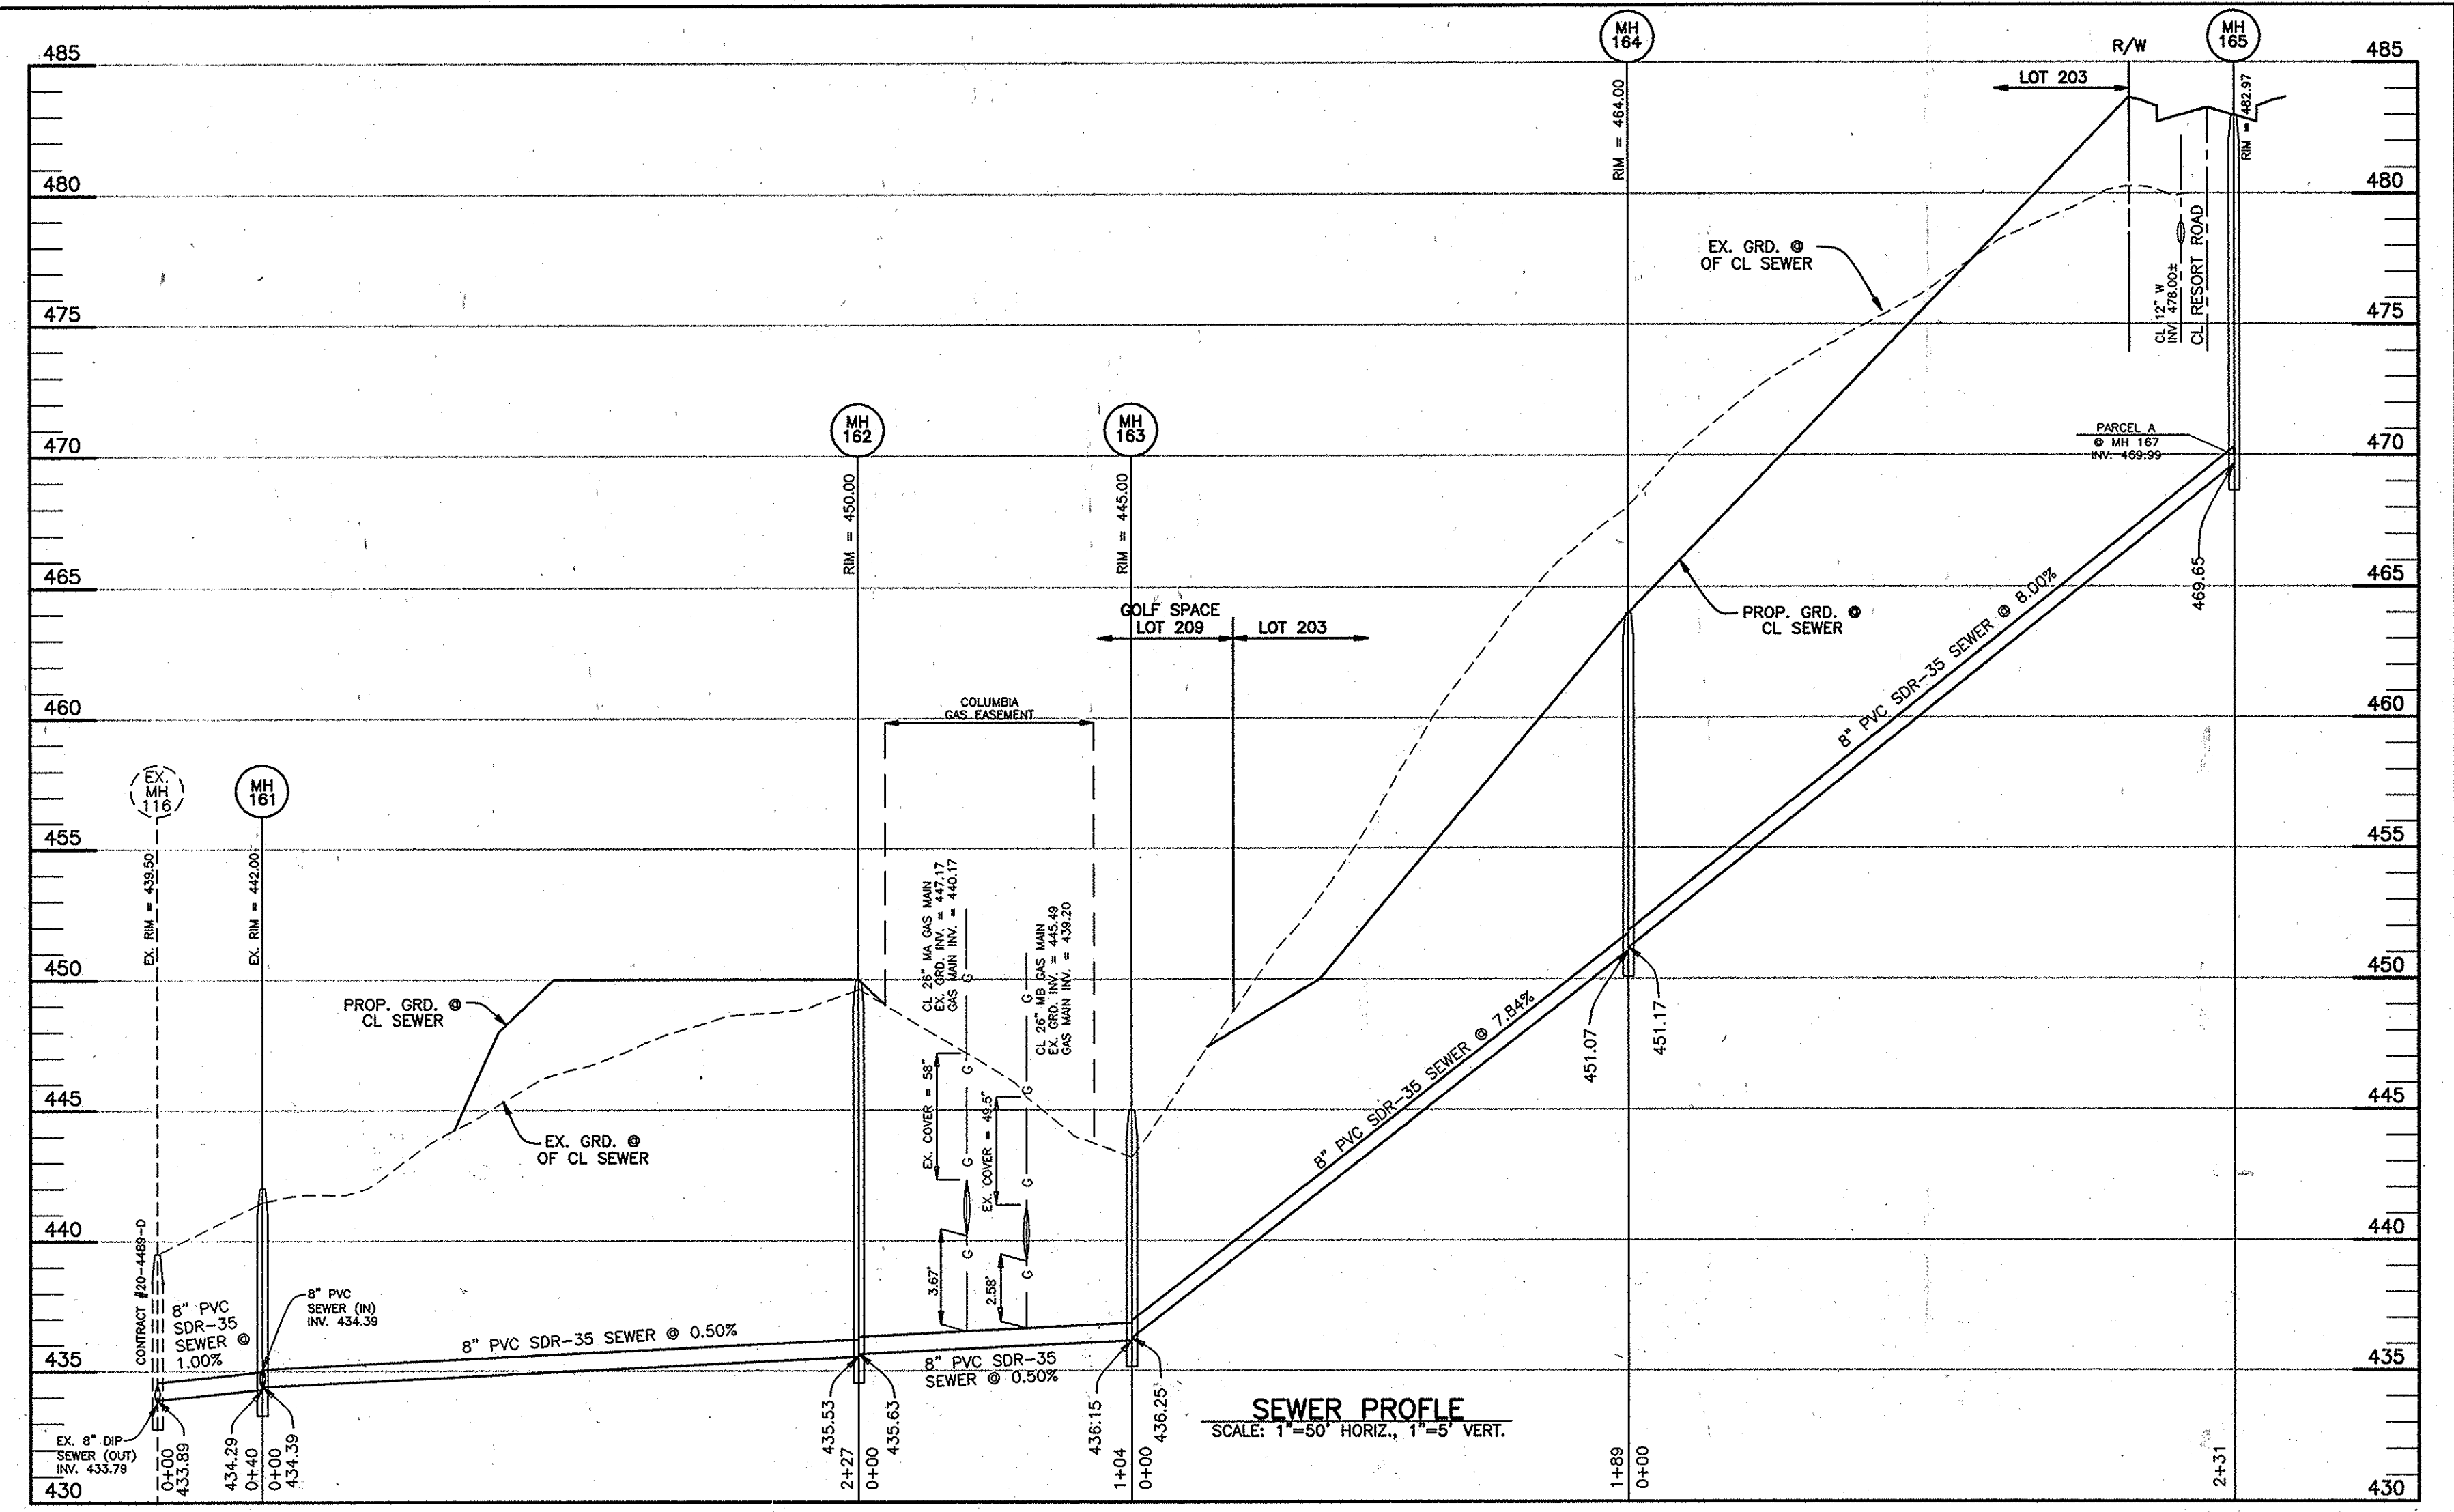 MH
164
R/W
MH
165
485
485
LOT 203
RIM = 464.00
RIM = 482.97
480
480
EX. GRD. @
OF CL SEWER
CL 12" W
INV. 478.00±
CL RESORT ROAD
475
475
MH
162
MH
163
PARCEL A
@ MH 167
INV. 469.99
470
470
RIM = 450.00
RIM = 445.00
469.65
465
465
8" PVC SDR-35 SEWER @ 8.00%
GOLF SPACE
LOT 209
LOT 203
PROP. GRD. @
CL SEWER
460
460
COLUMBIA
GAS EASEMENT
EX.
MH
116
MH
161
455
455
EX. RIM = 439.50
EX. RIM = 442.00
CL 26" MA GAS MAIN
EX. GRD. INV. = 447.17
GAS MAIN INV. = 440.17
CL 26" MB GAS MAIN
EX. GRD. INV. = 445.49
GAS MAIN INV. = 439.20
450
450
PROP. GRD. @
CL SEWER
G
G
G
G
G
G
G
G
451.07
451.17
EX. COVER = 58"
EX. COVER = 49.5"
8" PVC SDR-35 SEWER @ 7.84%
445
445
EX. GRD. @
OF CL SEWER
440
440
CONTRACT #20-4489-D
3.67'
2.58'
8" PVC
SDR-35
SEWER @
1.00%
8" PVC
SEWER (IN)
INV. 434.39
8" PVC SDR-35 SEWER @ 0.50%
8" PVC SDR-35
SEWER @ 0.50%
435
435
EX. 8" DIP
SEWER (OUT)
INV. 433.79
0+00
433.89
434.29
0+40
0+00
434.39
435.53
2+27
0+00
435.63
436.15
1+04
0+00
436.25
SEWER PROFLE
SCALE: 1"=50' HORIZ., 1"=5' VERT.
1+89
0+00
2+31
430
430